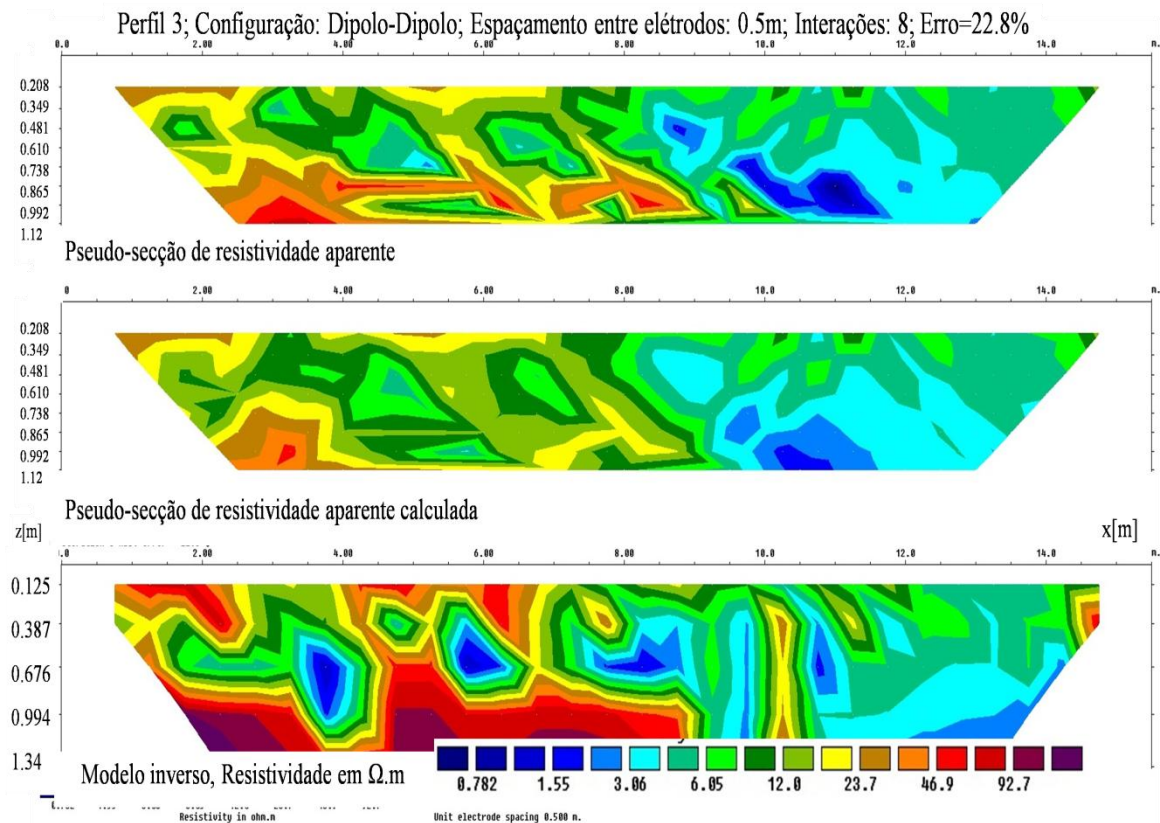 Perfil 3; Configuração: Dipolo-Dipolo; Espaçamento entre elétrodos: 0.5m; Interações: 8; Erro=22.8%
0.0 2.00 4.00 6.00 8.00 10.0 12.0 14.0 m.
0.208
0.349
0.481
0.610
0.738
0.865
0.992
1.12
Pseudo-secção de resistividade aparente
0 2.00 4.00 6.00 8.00 10.0 12.0 14.0 m.
0.208
0.349
0.481
0.610
0.738
0.865
0.992
1.12
Pseudo-secção de resistividade aparente calculada
z[m] x[m]
.0 2.00 4.00 6.00 8.00 10.0 12.0 14.0 m.
0.125
0.387
0.676
0.994
1.34
Modelo inverso, Resistividade em Ω.m
0.782 1.55 3.06 6.05 12.0 23.7 46.9 92.7
Resistivity in ohm.m Unit electrode spacing 0.500 m.